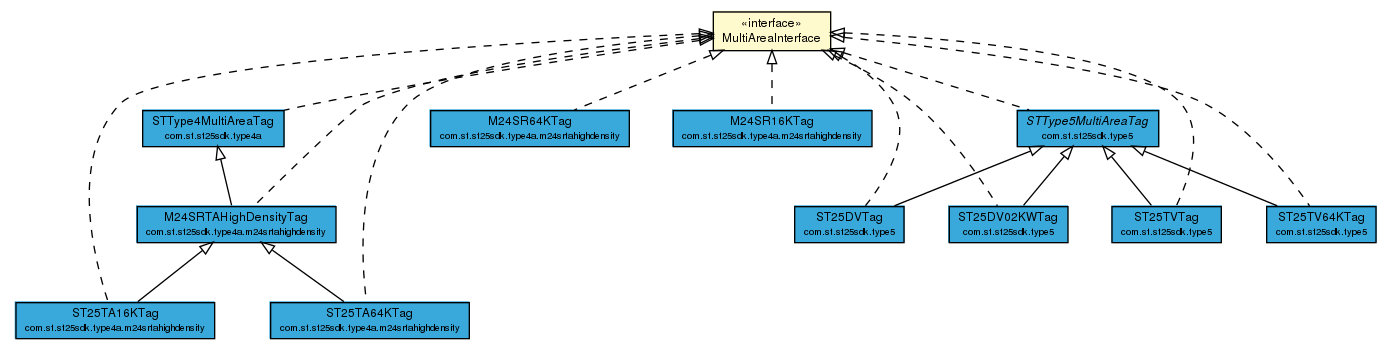 «interface»
MultiAreaInterface
STType4MultiAreaTag
com.st.st25sdk.type4a
M24SR64KTag
com.st.st25sdk.type4a.m24srtahighdensity
M24SR16KTag
com.st.st25sdk.type4a.m24srtahighdensity
STType5MultiAreaTag
com.st.st25sdk.type5
M24SRTAHighDensityTag
com.st.st25sdk.type4a.m24srtahighdensity
ST25DVTag
com.st.st25sdk.type5
ST25DV02KWTag
com.st.st25sdk.type5
ST25TVTag
com.st.st25sdk.type5
ST25TV64KTag
com.st.st25sdk.type5
ST25TA16KTag
com.st.st25sdk.type4a.m24srtahighdensity
ST25TA64KTag
com.st.st25sdk.type4a.m24srtahighdensity